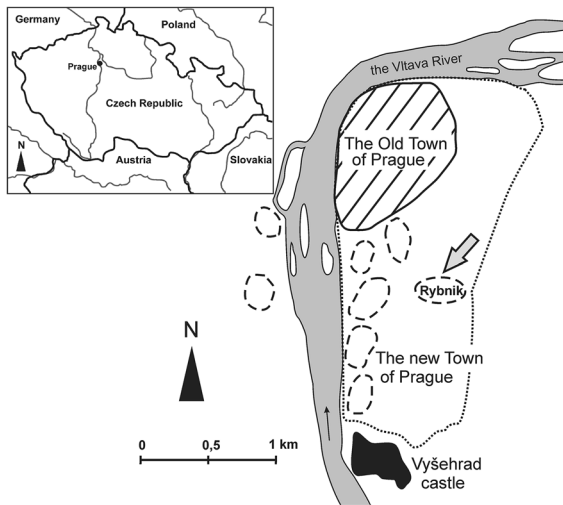 Germany
Poland
Prague
Czech Republic
N
Austria
Slovakia
the Vltava River
The Old Town
of Prague
Rybnik
N
The new Town
of Prague
0 0,5 1 km
Vyšehrad
castle